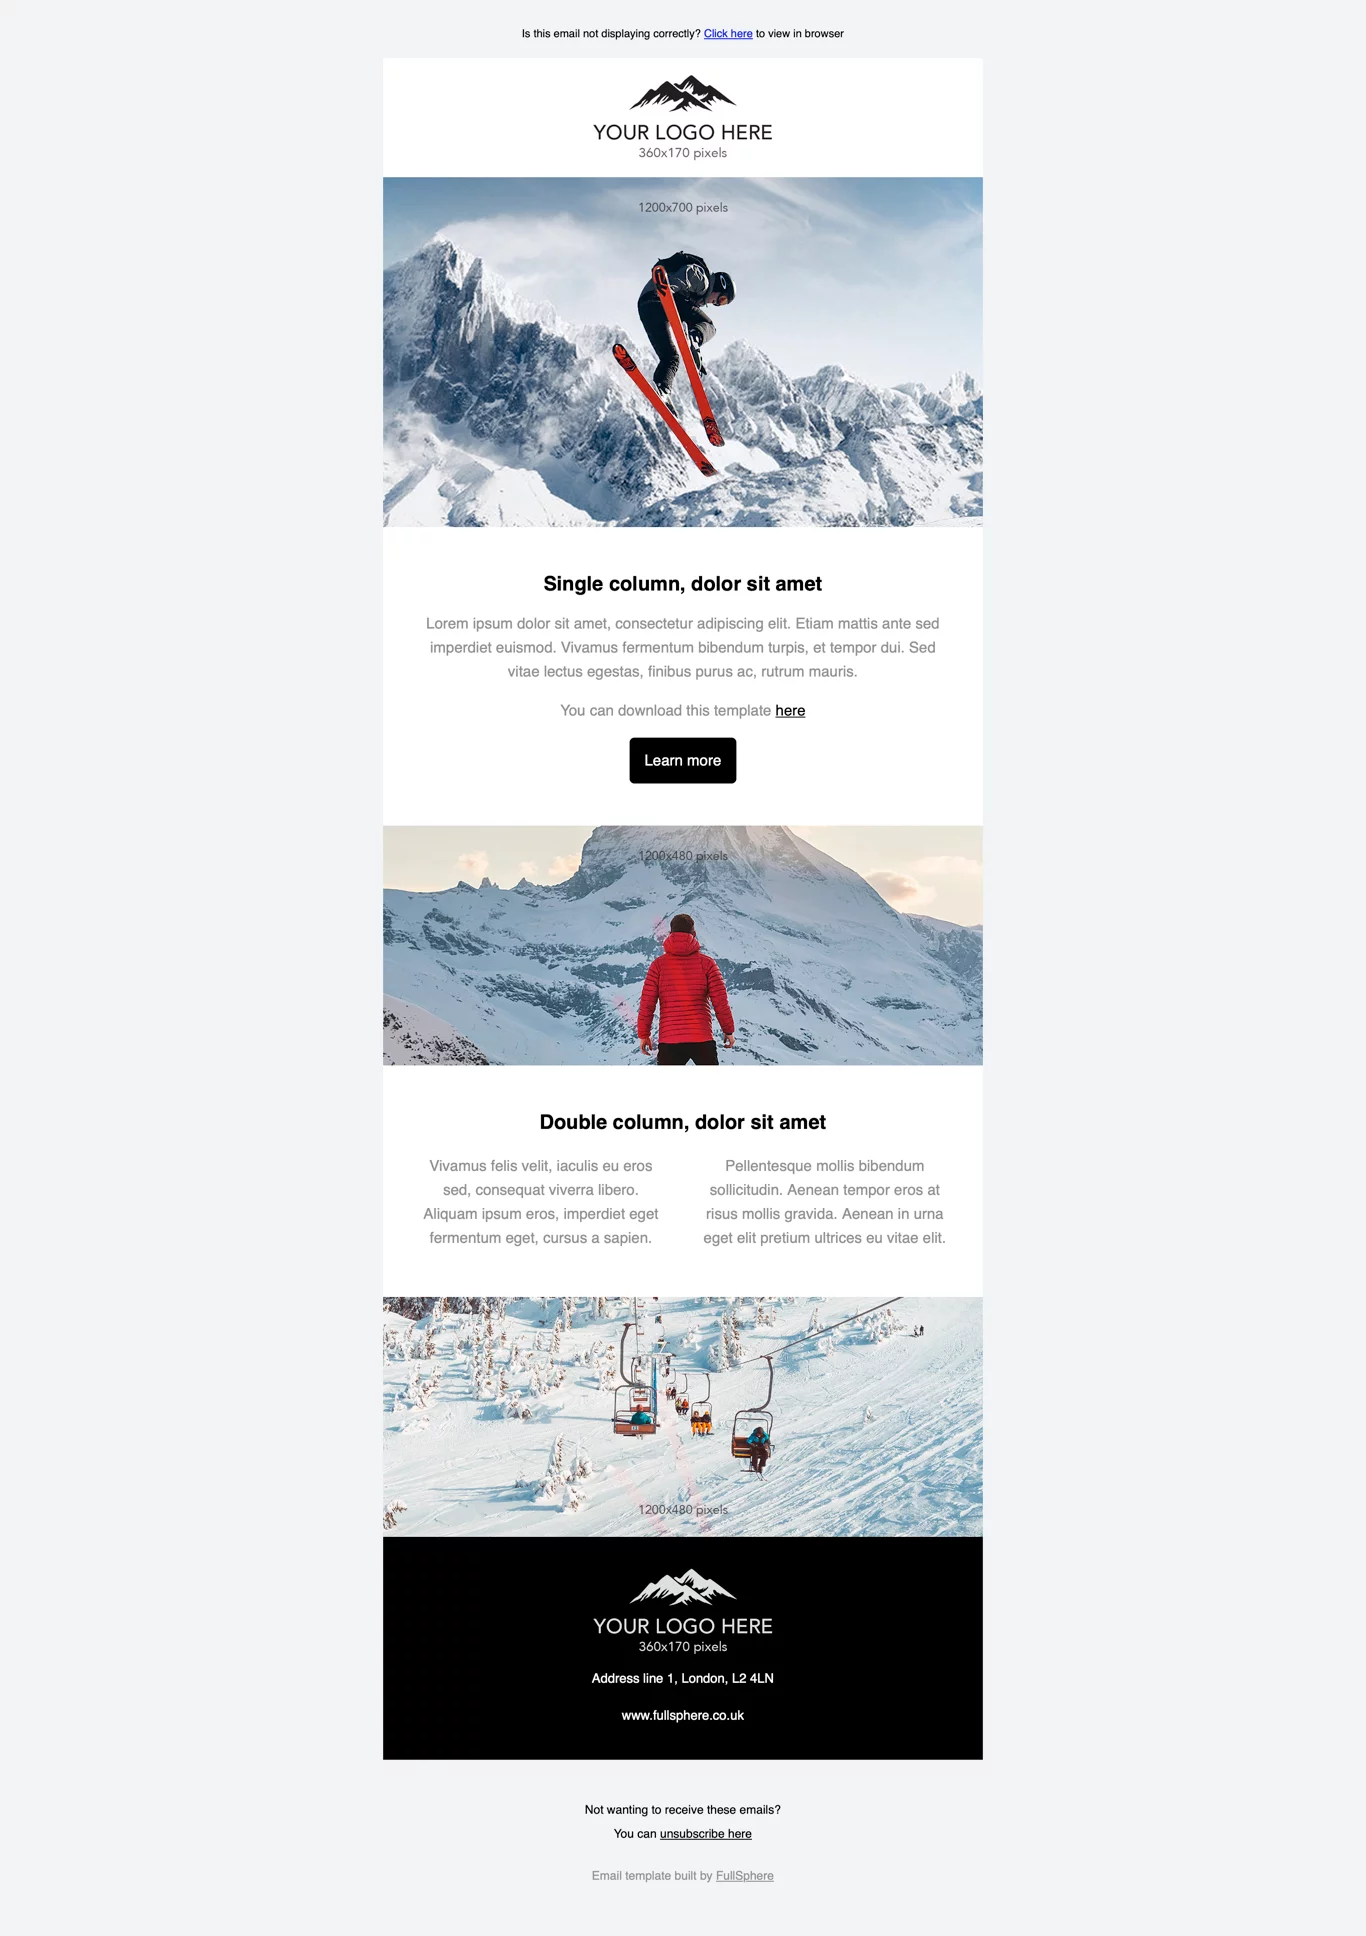 Is this email not displaying correctly? Click here to view in browser
YOUR LOGO HERE
360x170 pixels
1200x700 pixels
Single column, dolor sit amet
Lorem ipsum dolor sit amet, consectetur adipiscing elit. Etiam mattis ante sed
imperdiet euismod. Vivamus fermentum bibendum turpis, et tempor dui. Sed
vitae lectus egestas, finibus purus ac, rutrum mauris.
You can download this template here
Learn more
1200x480 pixels
Double column, dolor sit amet
Vivamus felis velit, iaculis eu eros
sed, consequat viverra libero.
Aliquam ipsum eros, imperdiet eget
fermentum eget, cursus a sapien.
Pellentesque mollis bibendum
sollicitudin. Aenean tempor eros at
risus mollis gravida. Aenean in urna
eget elit pretium ultrices eu vitae elit.
1200x480 pixels
YOUR LOGO HERE
360x170 pixels
Address line 1, London, L2 4LN
www.fullsphere.co.uk
Not wanting to receive these emails?
You can unsubscribe here
Email template built by FullSphere